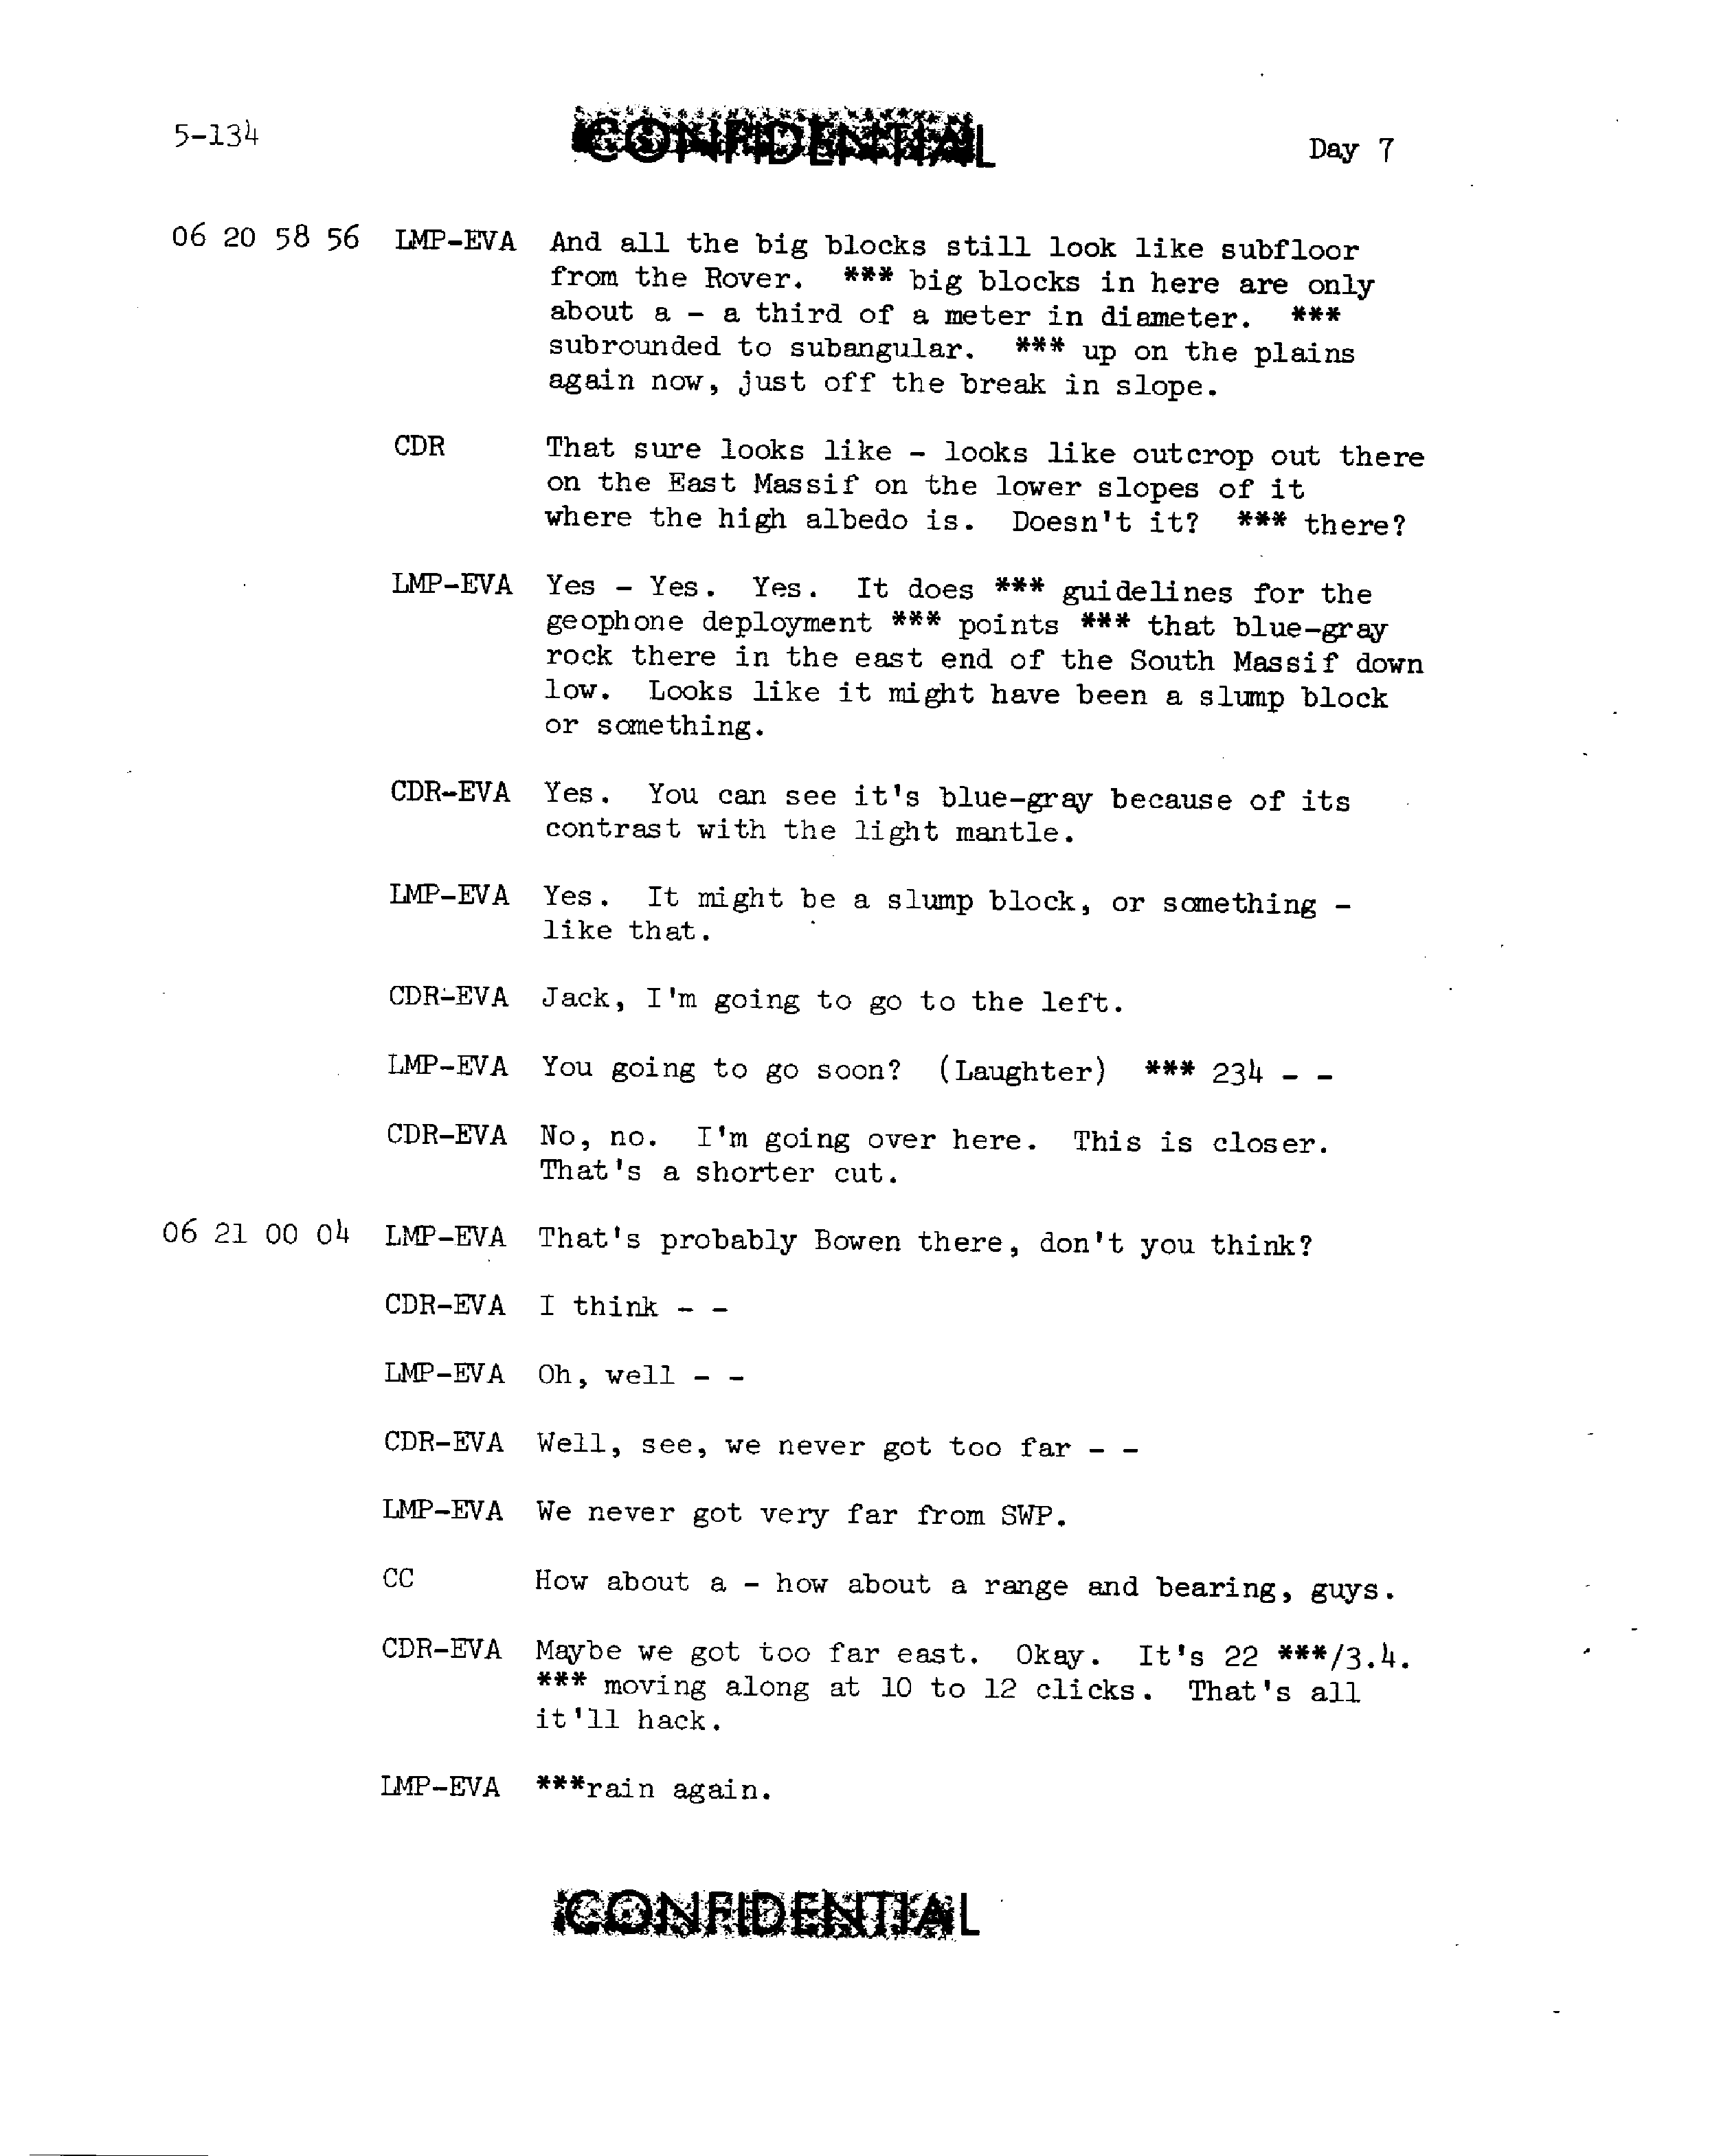 5-134
CONFIDENTIAL
Day 7
06 20 58 56 LMP-EVA And all the big blocks still look like subfloor
from the Rover. *** big blocks in here are only
about a - a third of a meter in diameter. ***
subrounded to subangular. *** up on the plains
again now, just off the break in slope.
CDR That sure looks like - looks like outcrop out there
on the East Massif on the lower slopes of it
where the high albedo is. Doesn't it? *** there?
LMP-EVA Yes - Yes. Yes. It does *** guidelines for the
geophone deployment *** points *** that blue-gray
rock there in the east end of the South Massif down
low. Looks like it might have been a slump block
or something.
CDR-EVA Yes. You can see it's blue-gray because of its
contrast with the light mantle.
LMP-EVA Yes. It might be a slump block, or something -
like that.
CDR-EVA Jack, I'm going to go to the left.
LMP-EVA You going to go soon? (Laughter) *** 234 - -
CDR-EVA No, no. I'm going over here. This is closer.
That's a shorter cut.
06 21 00 04 LMP-EVA That's probably Bowen there, don't you think?
CDR-EVA I think - -
LMP-EVA Oh, well - -
CDR-EVA Well, see, we never got too far - -
LMP-EVA We never got very far from SWP.
CC How about a - how about a range and bearing, guys.
CDR-EVA Maybe we got too far east. Okay. It's 22 ***/3.4.
*** moving along at 10 to 12 clicks. That's all
it'll hack.
LMP-EVA ***rain again.
CONFIDENTIAL